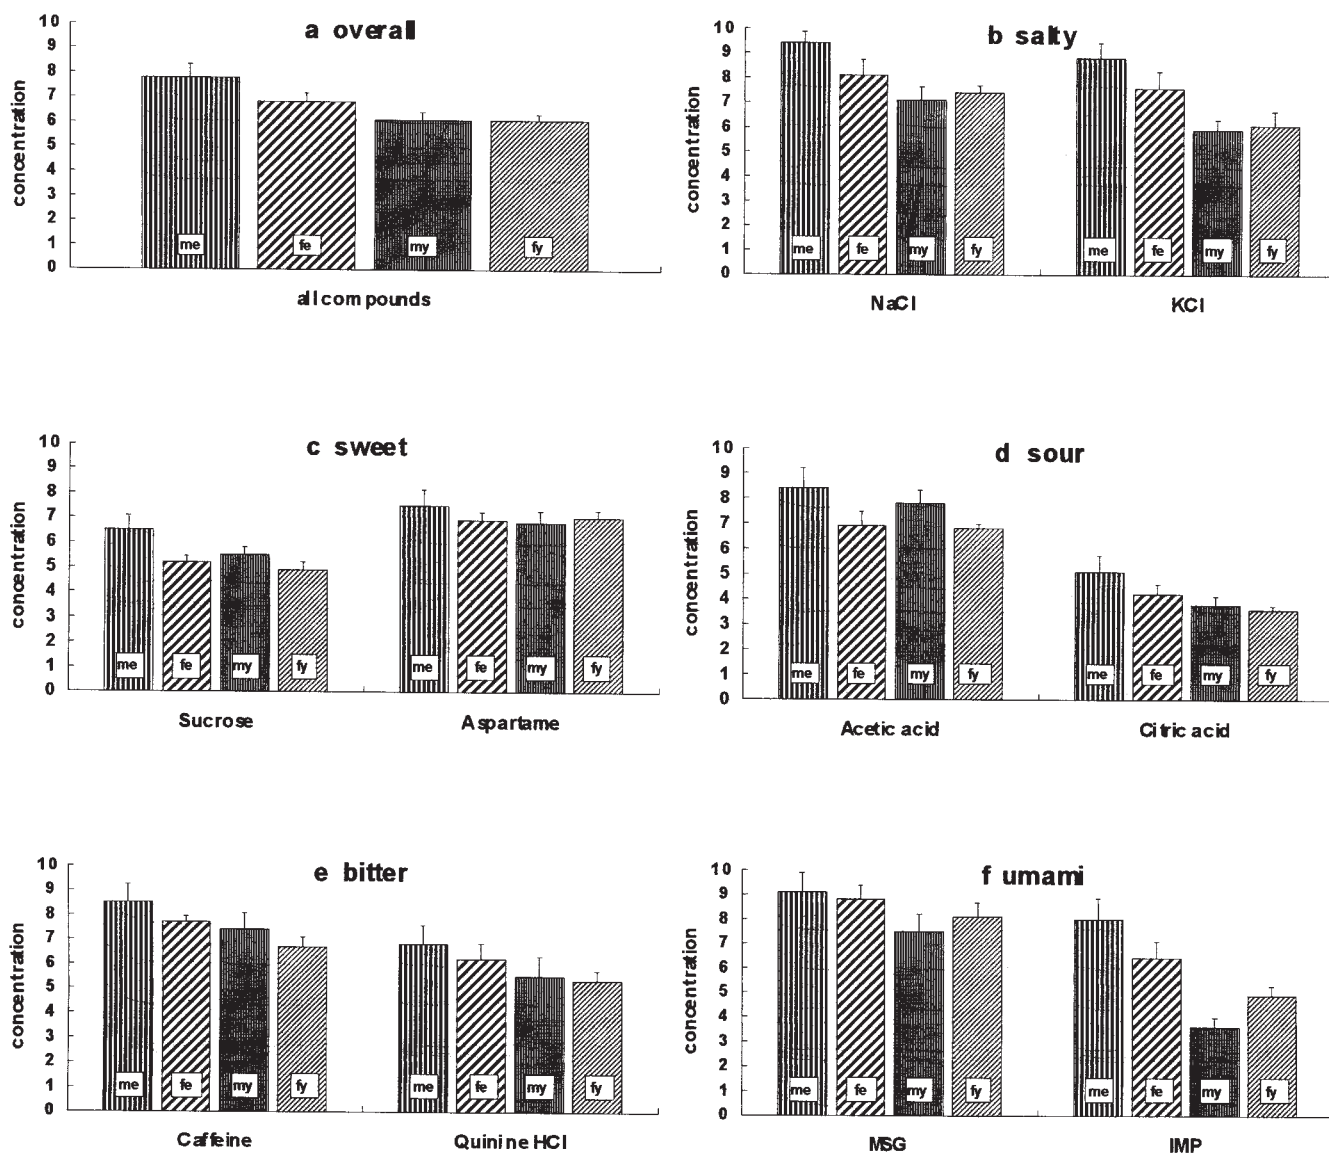 a overall
10
9
8
7
6
5
4
3
2
1
0
concentration
me
fe
my
fy
all compounds
b salty
10
9
8
7
6
5
4
3
2
1
0
concentration
me
fe
my
fy
me
fe
my
fy
NaCl
KCl
c sweet
10
9
8
7
6
5
4
3
2
1
0
concentration
me
fe
my
fy
me
fe
my
fy
Sucrose
Aspartame
d sour
10
9
8
7
6
5
4
3
2
1
0
concentration
me
fe
my
fy
me
fe
my
fy
Acetic acid
Citric acid
e bitter
10
9
8
7
6
5
4
3
2
1
0
concentration
me
fe
my
fy
me
fe
my
fy
Caffeine
Quinine HCl
f umami
10
9
8
7
6
5
4
3
2
1
0
concentration
me
fe
my
fy
me
fe
my
fy
MSG
IMP